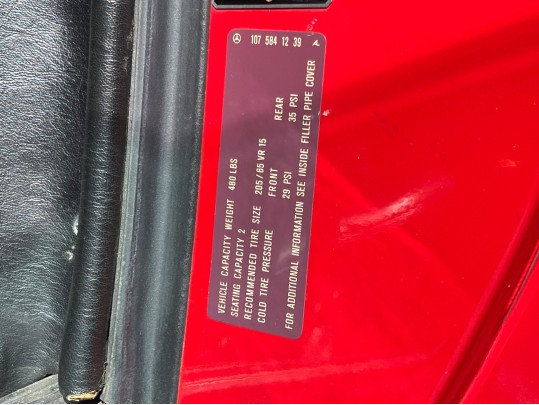 107 584 12 39
VEHICLE CAPACITY WEIGHT 480 LBS
SEATING CAPACITY 2
RECOMMENDED TIRE SIZE 205/65 VR 15
COLD TIRE PRESSURE FRONT REAR
29 PSI 35 PSI
FOR ADDITIONAL INFORMATION SEE INSIDE FILLER PIPE COVER